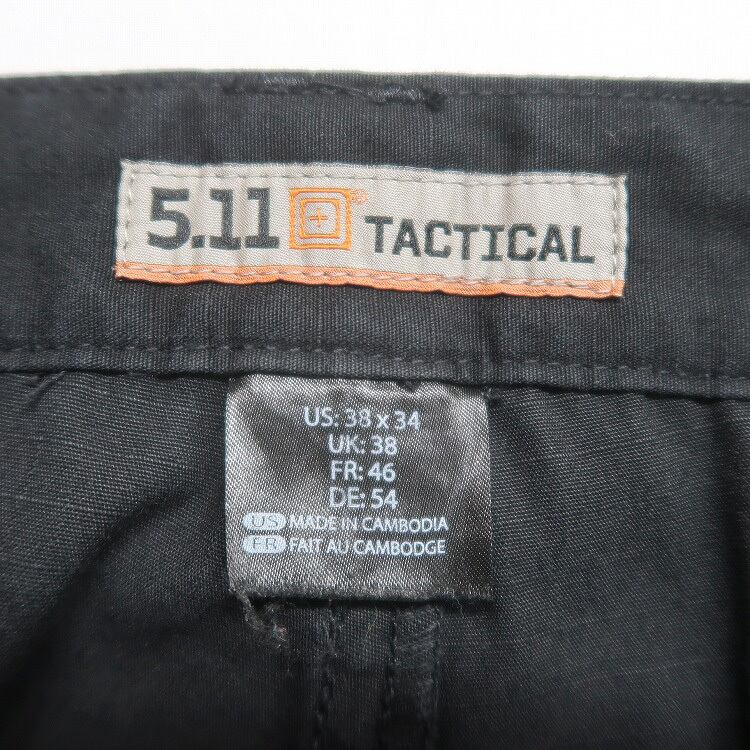 5.11 TACTICAL
US: 38 x 34
UK: 38
FR: 46
DE: 54
US MADE IN CAMBODIA
FR FAIT AU CAMBODGE